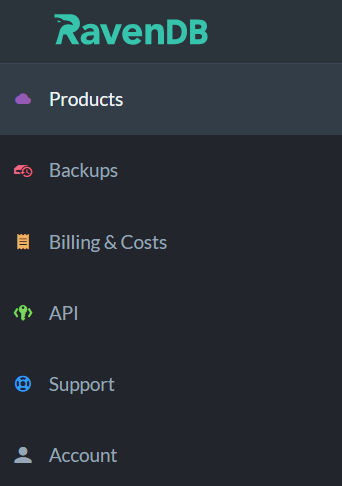 RavenDB
Products
Backups
Billing & Costs
API
Support
Account